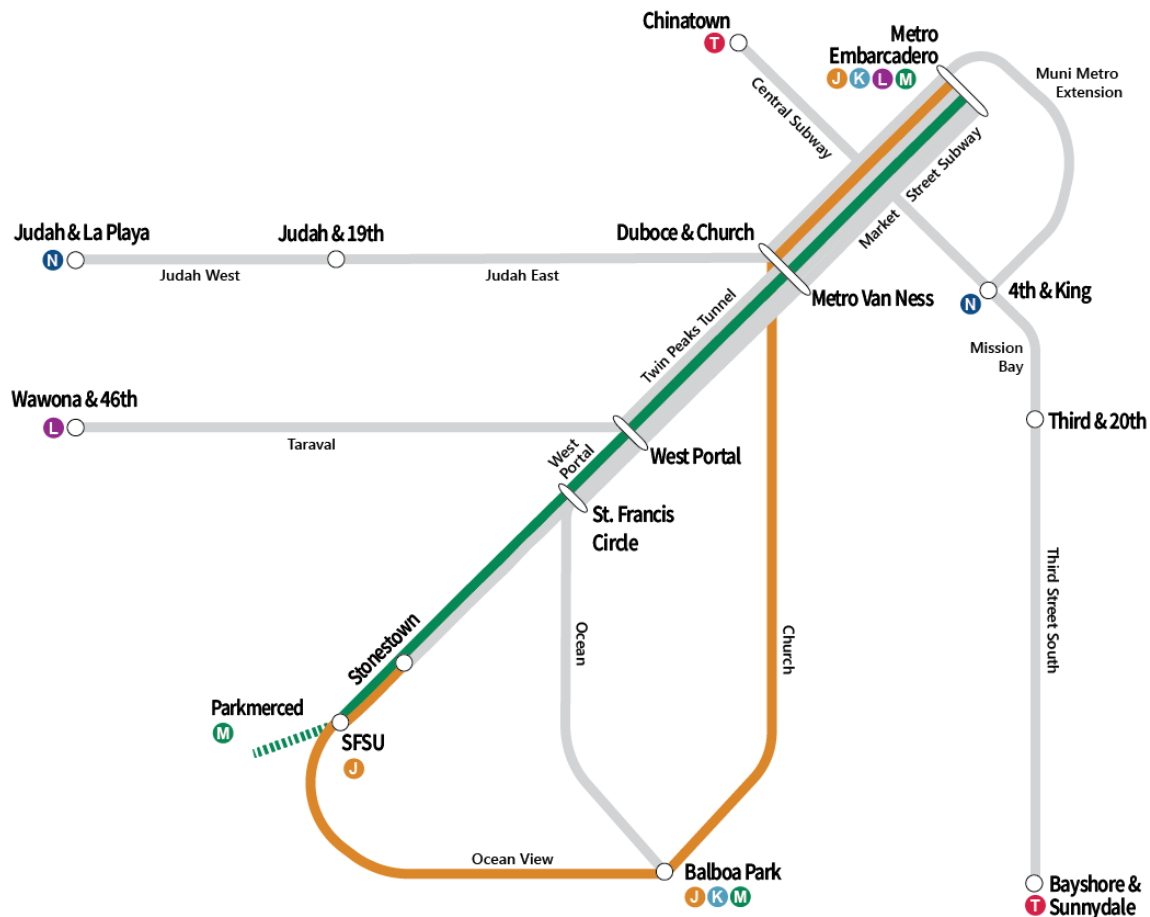 Chinatown
T
Metro
Embarcadero
J K L M
Muni Metro
Extension
Central Subway
Market Street Subway
Judah & La Playa
N
Judah & 19th
Duboce & Church
Judah West
Judah East
Metro Van Ness
4th & King
N
Twin Peaks Tunnel
Mission
Bay
Wawona & 46th
L
Taraval
Third & 20th
West
Portal
West Portal
St. Francis
Circle
Stonestown
Ocean
Church
Third Street South
Parkmerced
M
SFSU
J
Ocean View
Balboa Park
J K M
Bayshore &
T Sunnydale